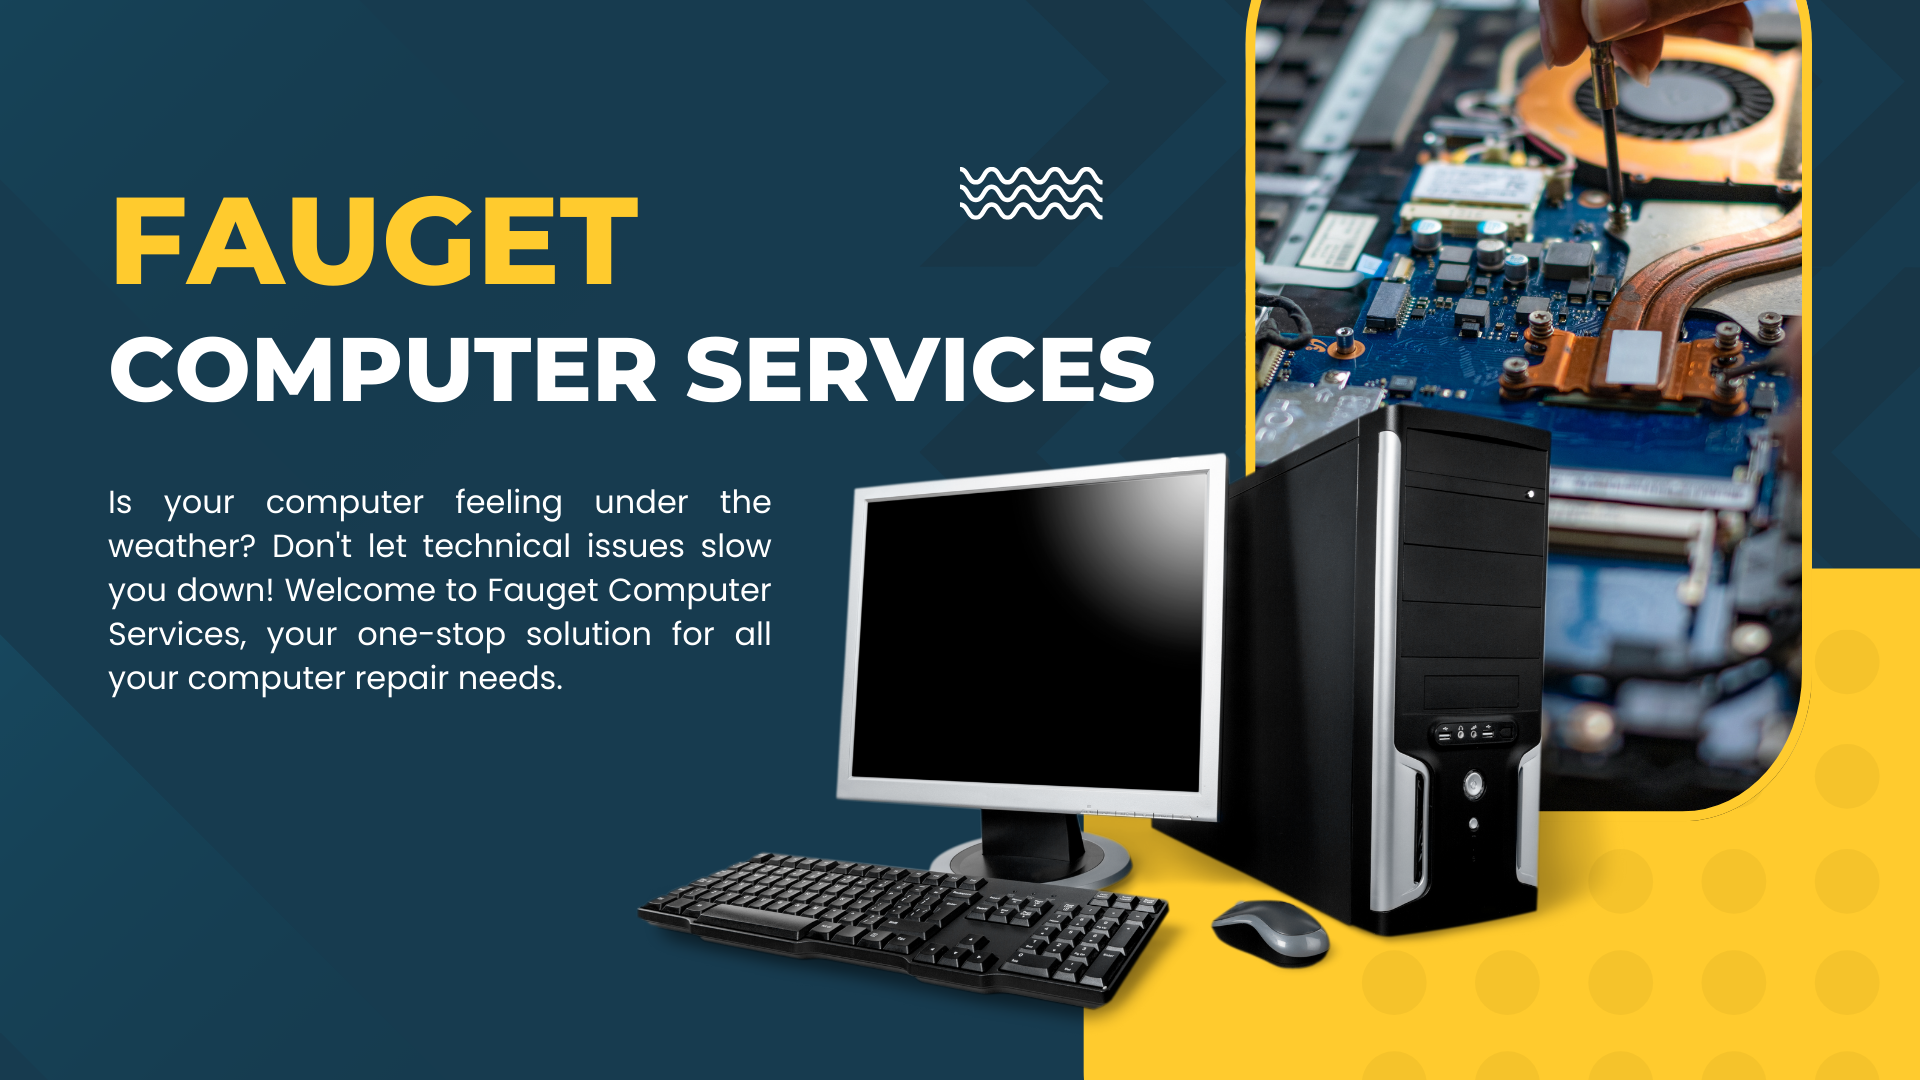 FAUGET
COMPUTER SERVICES
Is your computer feeling under the
weather? Don't let technical issues slow
you down! Welcome to Fauget Computer
Services, your one-stop solution for all
your computer repair needs.